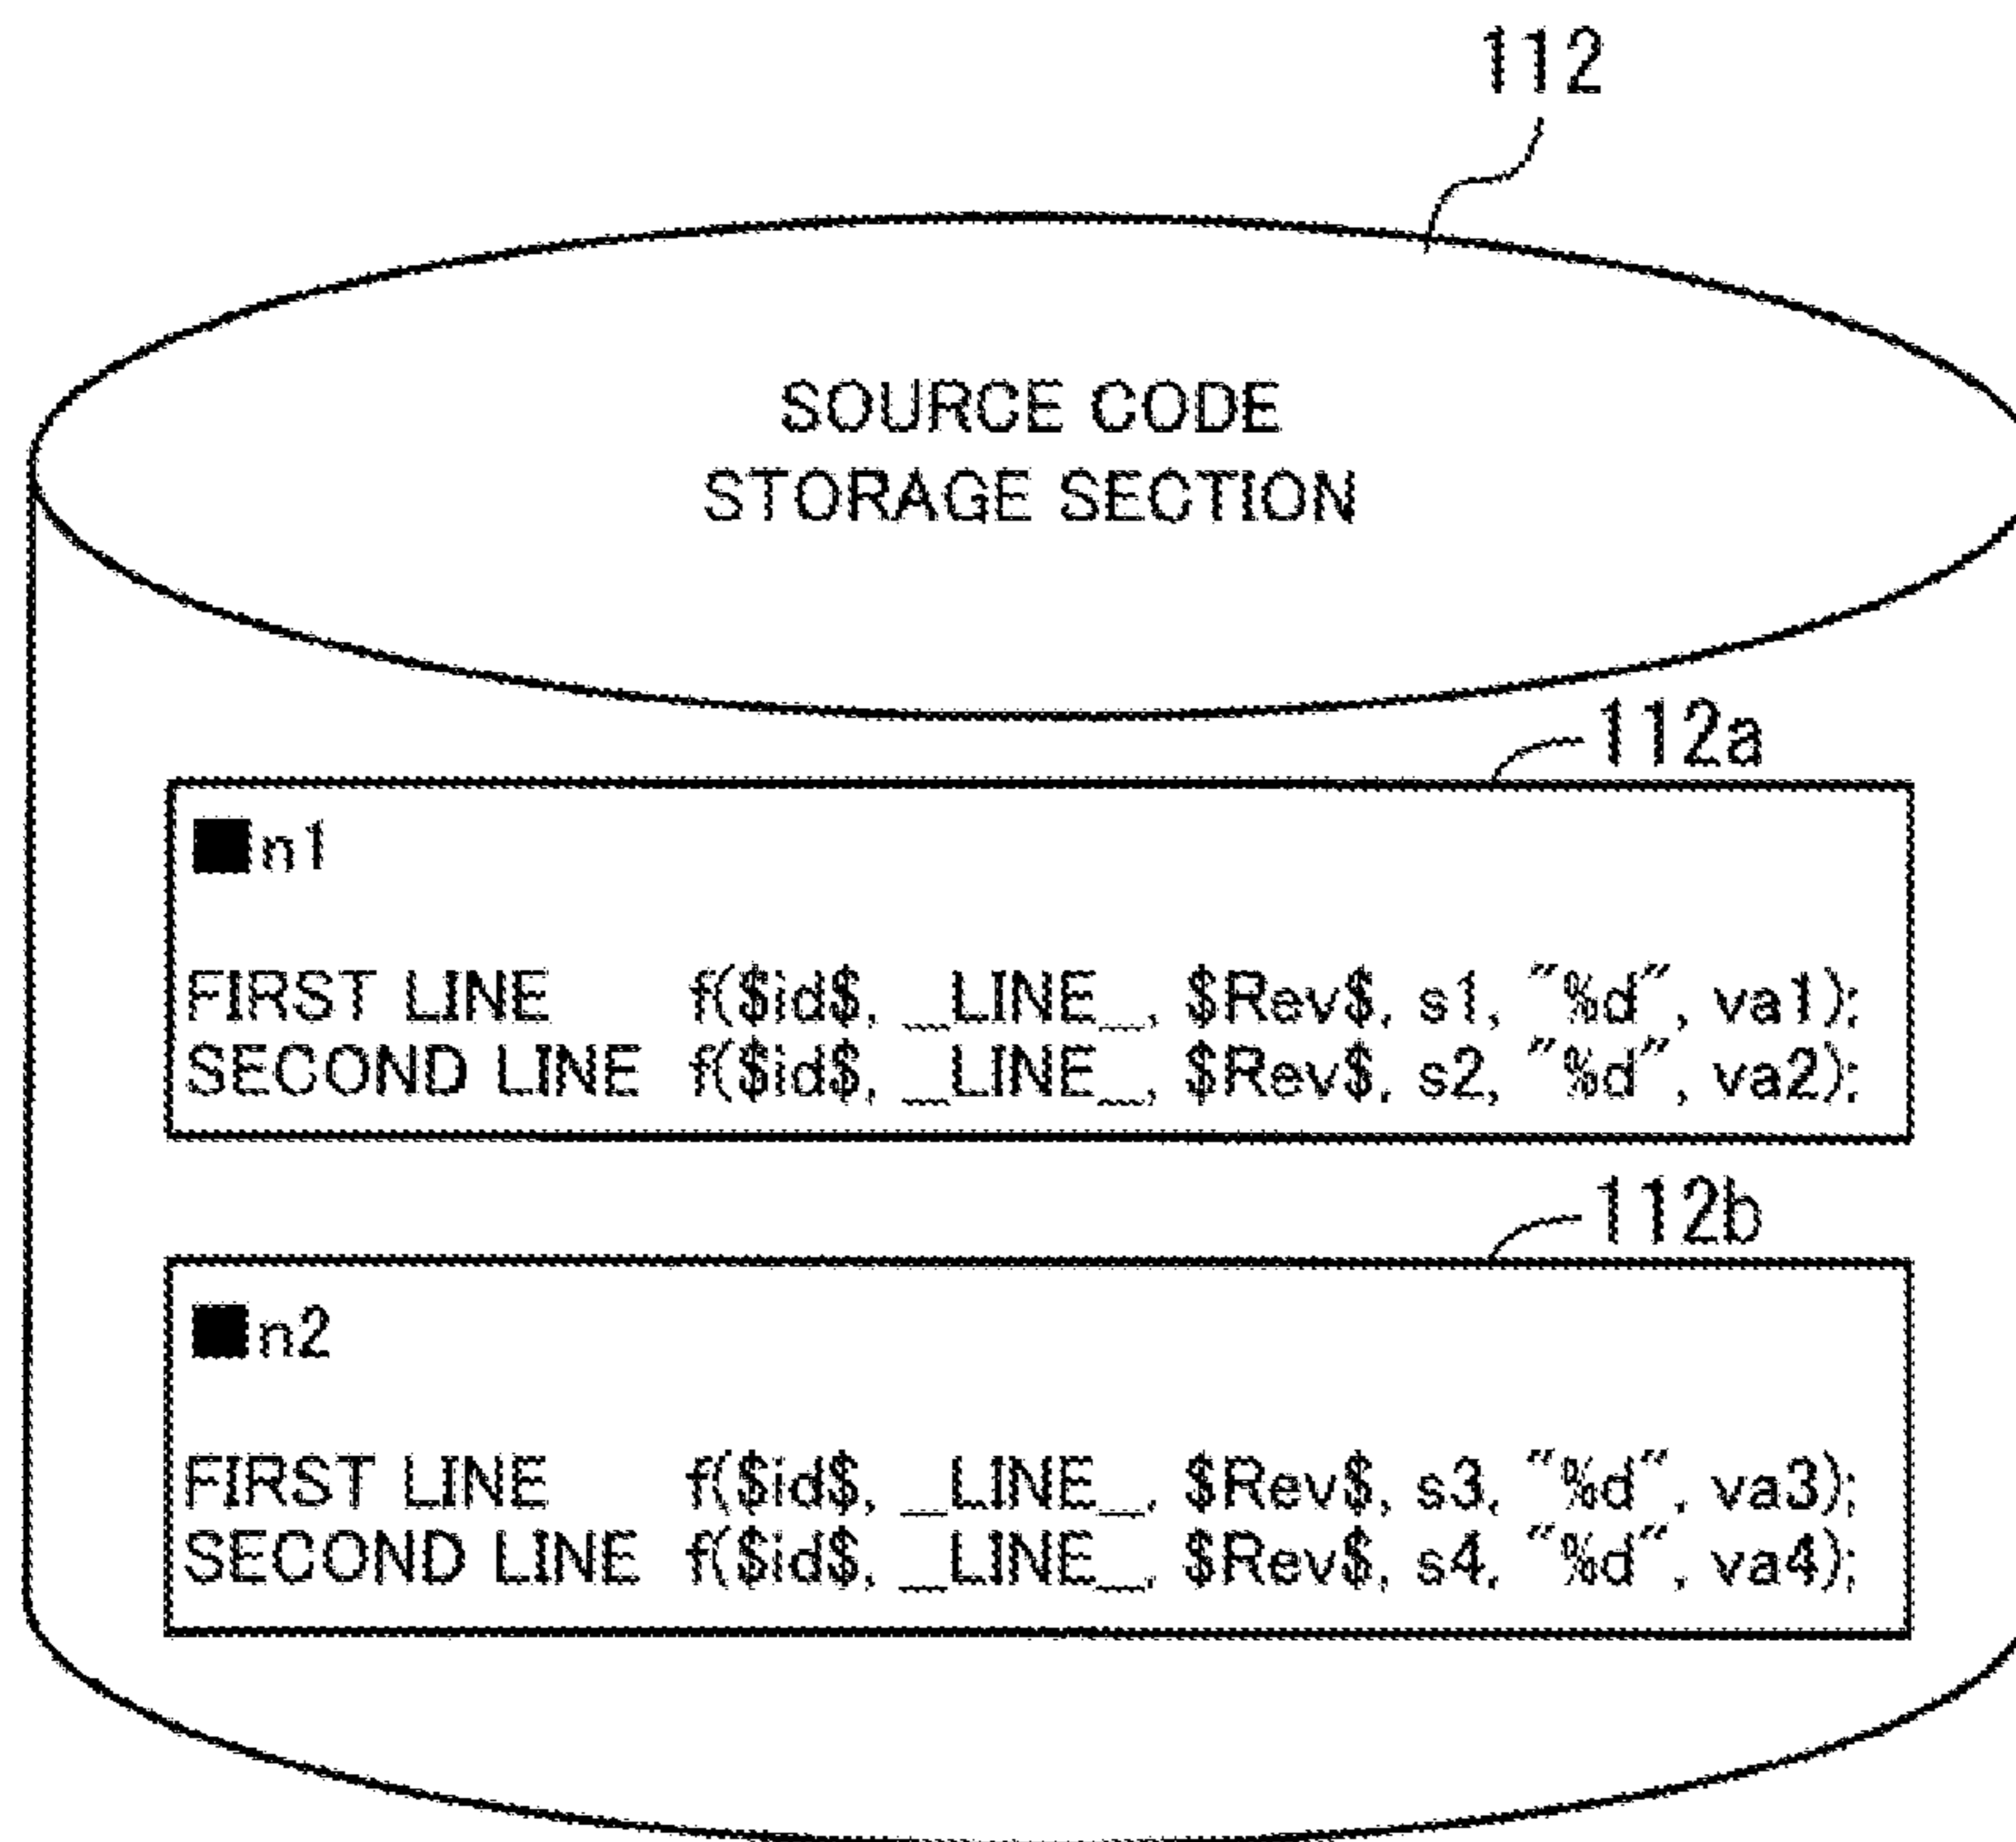 112
SOURCE CODE
STORAGE SECTION
112a
■n1
FIRST LINE f($id$, __LINE__, $Rev$, s1, "%d", va1);
SECOND LINE f($id$, __LINE__, $Rev$, s2, "%d", va2);
112b
■n2
FIRST LINE f($id$, __LINE__, $Rev$, s3, "%d", va3);
SECOND LINE f($id$, __LINE__, $Rev$, s4, "%d", va4);